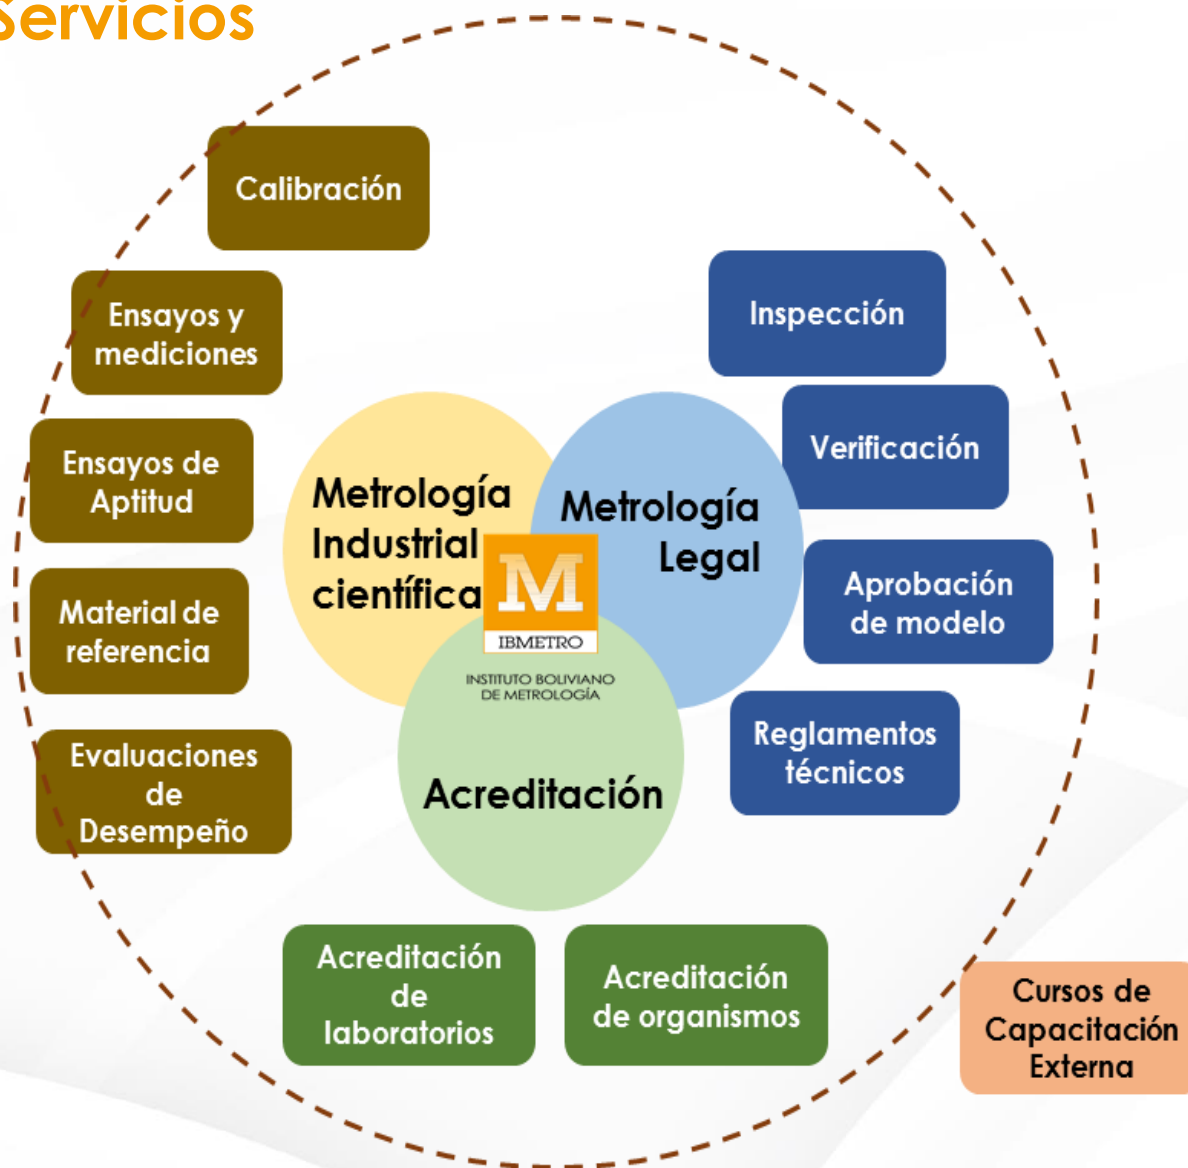 Servicios
Calibración
Ensayos y
mediciones
Ensayos de
Aptitud
Material de
referencia
Evaluaciones
de
Desempeño
Metrología
Industrial
científica
Metrología
Legal
M
IBMETRO
INSTITUTO BOLIVIANO
DE METROLOGÍA
Acreditación
Inspección
Verificación
Aprobación
de modelo
Reglamentos
técnicos
Acreditación
de
laboratorios
Acreditación
de organismos
Cursos de
Capacitación
Externa